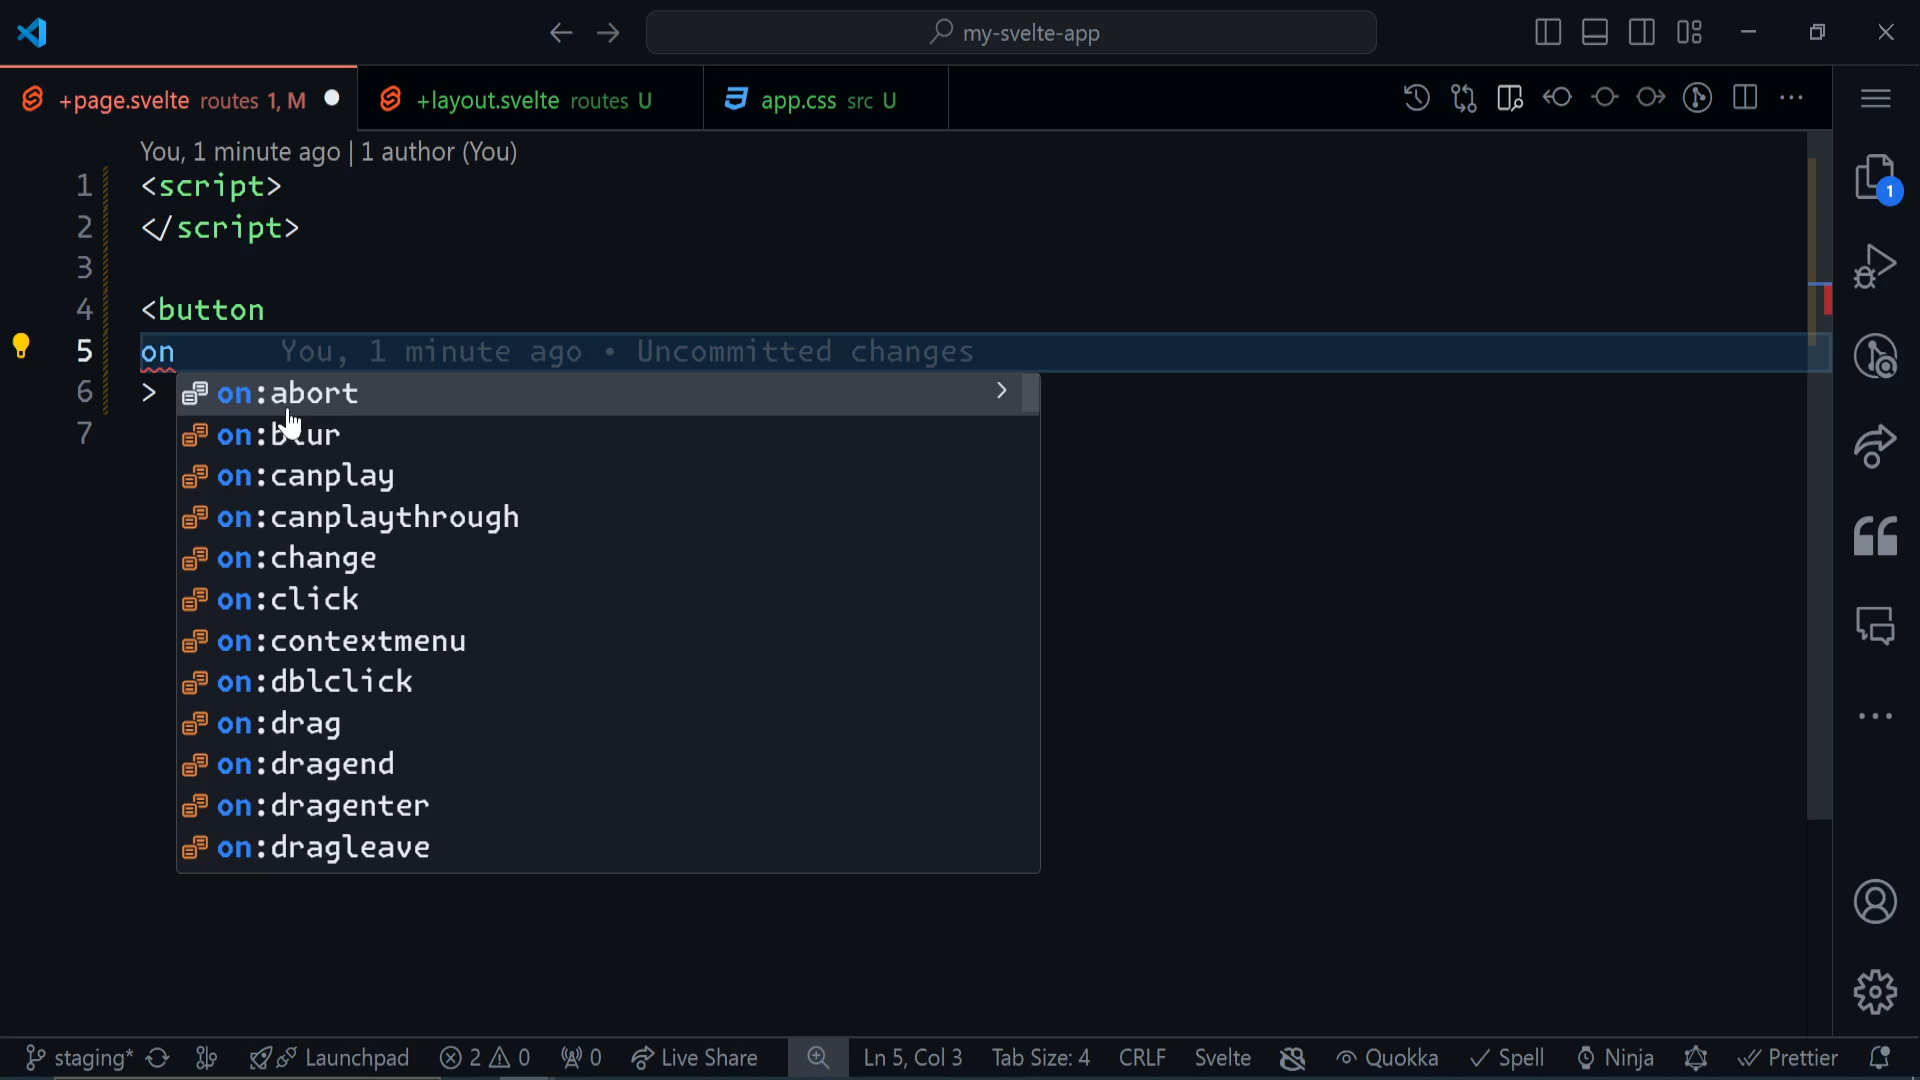 my-svelte-app
+page.svelte routes 1, M
+layout.svelte routes U
app.css src U
You, 1 minute ago | 1 author (You)
1 <script>
2 </script>
3
4 <button
5 on You, 1 minute ago • Uncommitted changes
6 >
7
on:abort
on:blur
on:canplay
on:canplaythrough
on:change
on:click
on:contextmenu
on:dblclick
on:drag
on:dragend
on:dragenter
on:dragleave
1
staging* Launchpad 2 0 0 Live Share Ln 5, Col 3 Tab Size: 4 CRLF Svelte Quokka Spell Ninja Prettier